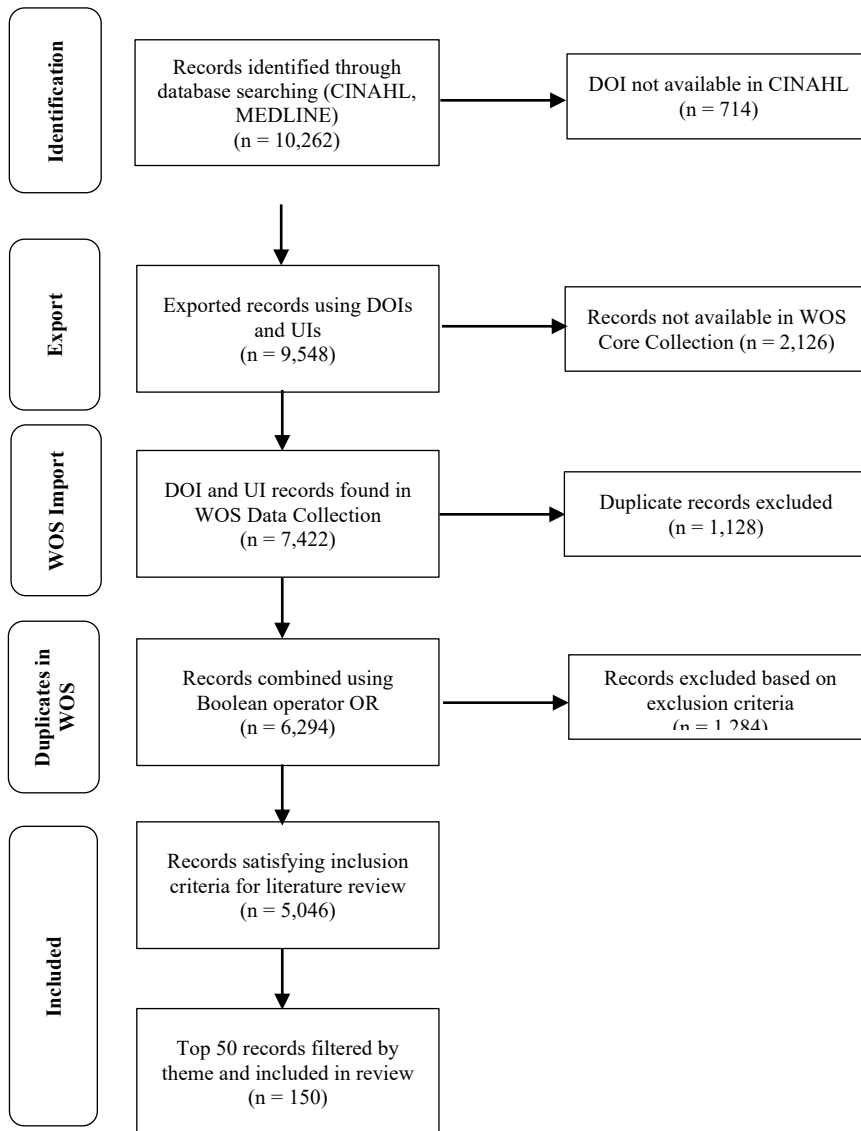 Identification
Records identified through
database searching (CINAHL,
MEDLINE)
(n = 10,262)
DOI not available in CINAHL
(n = 714)
Export
Exported records using DOIs
and UIs
(n = 9,548)
Records not available in WOS
Core Collection (n = 2,126)
WOS Import
DOI and UI records found in
WOS Data Collection
(n = 7,422)
Duplicate records excluded
(n = 1,128)
Duplicates in
WOS
Records combined using
Boolean operator OR
(n = 6,294)
Records excluded based on
exclusion criteria
(n = 1,284)
Included
Records satisfying inclusion
criteria for literature review
(n = 5,046)
Top 50 records filtered by
theme and included in review
(n = 150)